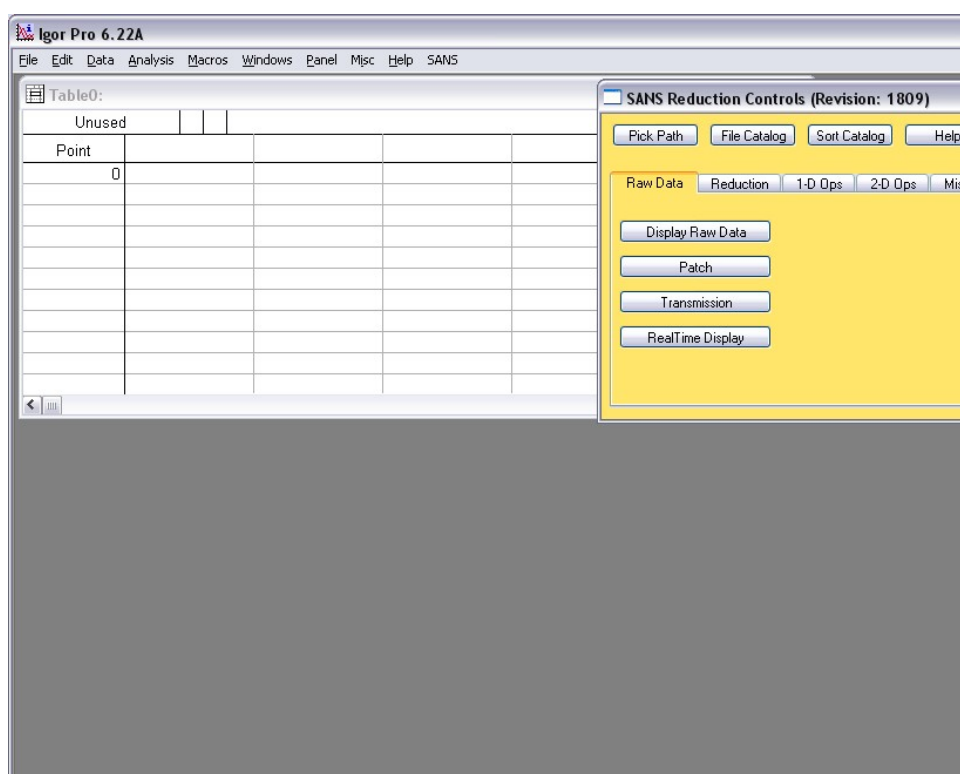 Igor Pro 6.22A
File Edit Data Analysis Macros Windows Panel Misc Help SANS
Table0:
Unused
Point
0
SANS Reduction Controls (Revision: 1809)
Pick Path File Catalog Sort Catalog Help
Raw Data Reduction 1-D Ops 2-D Ops Mis
Display Raw Data
Patch
Transmission
RealTime Display